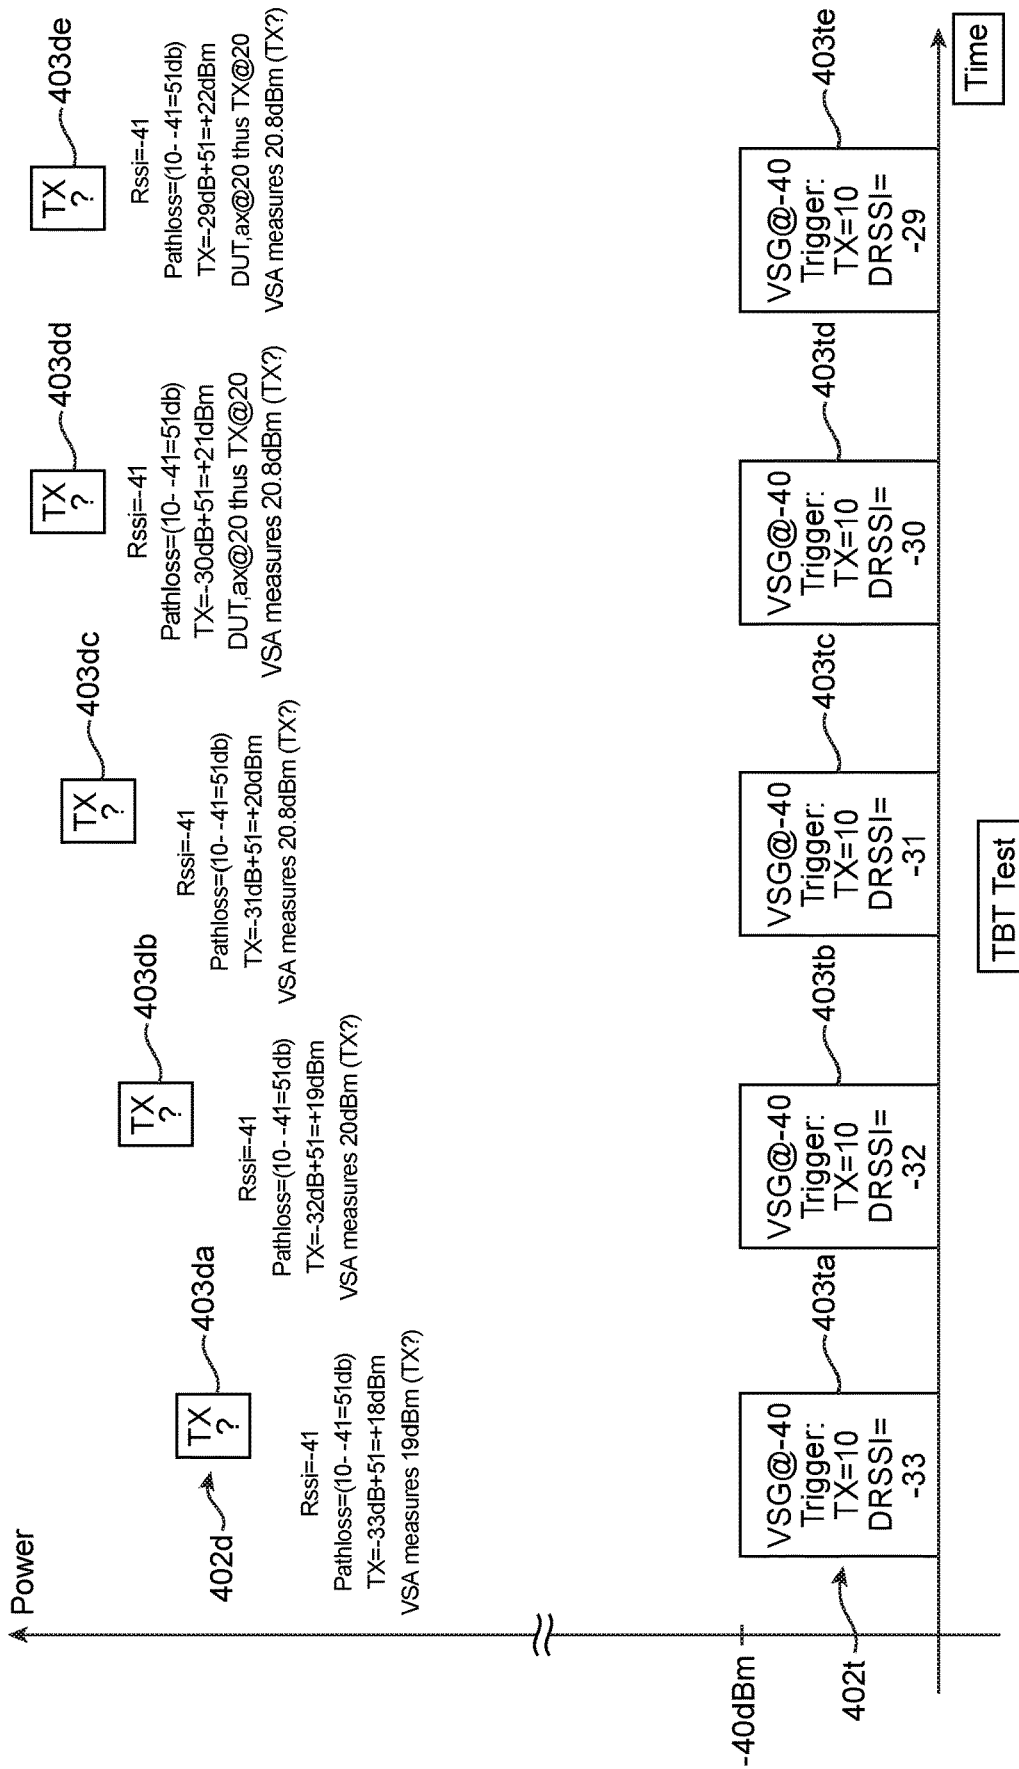 Power
402d
TX
?
403da
Rssi=-41
Pathloss=(10- -41=51db)
TX=-33dB+51=+18dBm
VSA measures 19dBm (TX?)
TX
?
403db
Rssi=-41
Pathloss=(10- -41=51db)
TX=-32dB+51=+19dBm
VSA measures 20dBm (TX?)
TX
?
403dc
Rssi=-41
Pathloss=(10- -41=51db)
TX=-31dB+51=+20dBm
VSA measures 20.8dBm (TX?)
TX
?
403dd
Rssi=-41
Pathloss=(10- -41=51db)
TX=-30dB+51=+21dBm
DUT,ax@20 thus TX@20
VSA measures 20.8dBm (TX?)
TX
?
403de
Rssi=-41
Pathloss=(10- -41=51db)
TX=-29dB+51=+22dBm
DUT,ax@20 thus TX@20
VSA measures 20.8dBm (TX?)
-40dBm
402t
VSG@-40
Trigger:
TX=10
DRSSI=
-33
403ta
VSG@-40
Trigger:
TX=10
DRSSI=
-32
403tb
VSG@-40
Trigger:
TX=10
DRSSI=
-31
403tc
VSG@-40
Trigger:
TX=10
DRSSI=
-30
403td
VSG@-40
Trigger:
TX=10
DRSSI=
-29
403te
Time
TBT Test